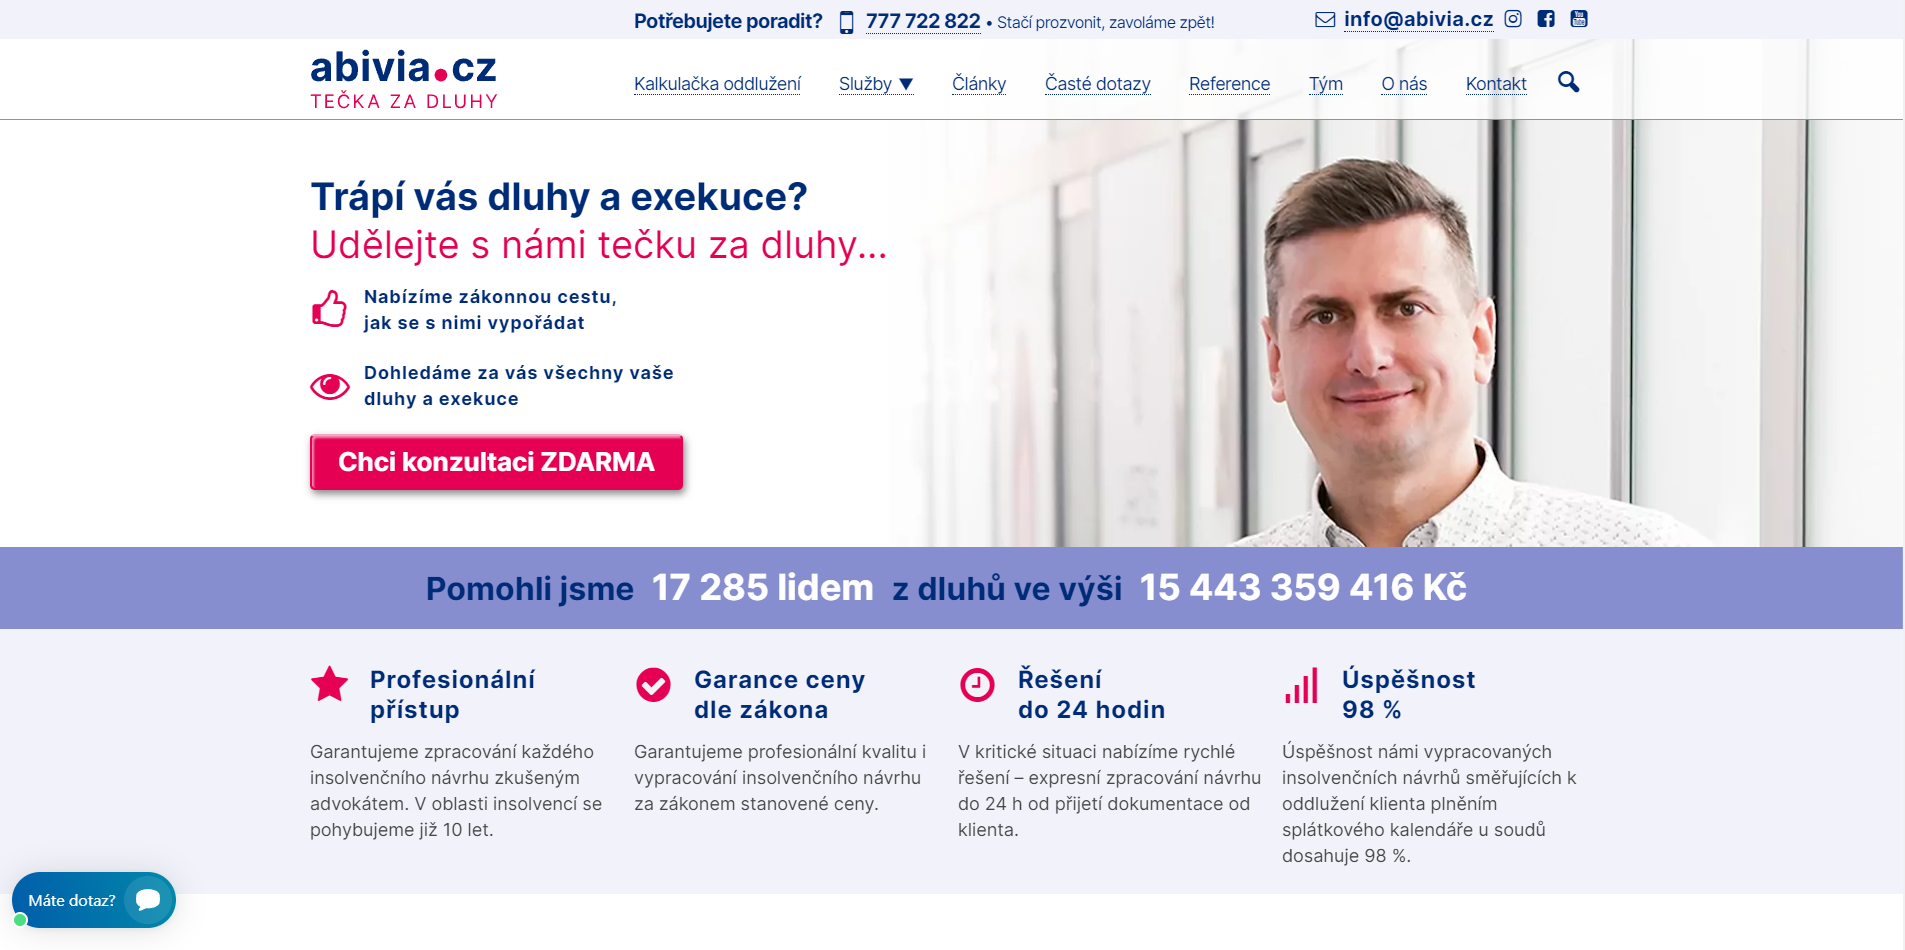 Potřebujete poradit? 777 722 822 • Stačí prozvonit, zavoláme zpět! info@abivia.cz
abivia.cz
TEČKA ZA DLUHY
Kalkulačka oddlužení Služby ▼ Články Časté dotazy Reference Tým O nás Kontakt
Trápí vás dluhy a exekuce?
Udělejte s námi tečku za dluhy...
Nabízíme zákonnou cestu,
jak se s nimi vypořádat
Dohledáme za vás všechny vaše
dluhy a exekuce
Chci konzultaci ZDARMA
Pomohli jsme 17 285 lidem z dluhů ve výši 15 443 359 416 Kč
Profesionální
přístup
Garantujeme zpracování každého
insolvenčního návrhu zkušeným
advokátem. V oblasti insolvencí se
pohybujeme již 10 let.
Garance ceny
dle zákona
Garantujeme profesionální kvalitu i
vypracování insolvenčního návrhu
za zákonem stanovené ceny.
Řešení
do 24 hodin
V kritické situaci nabízíme rychlé
řešení – expresní zpracování návrhu
do 24 h od přijetí dokumentace od
klienta.
Úspěšnost
98 %
Úspěšnost námi vypracovaných
insolvenčních návrhů směřujících k
oddlužení klienta plněním
splátkového kalendáře u soudů
dosahuje 98 %.
Máte dotaz?